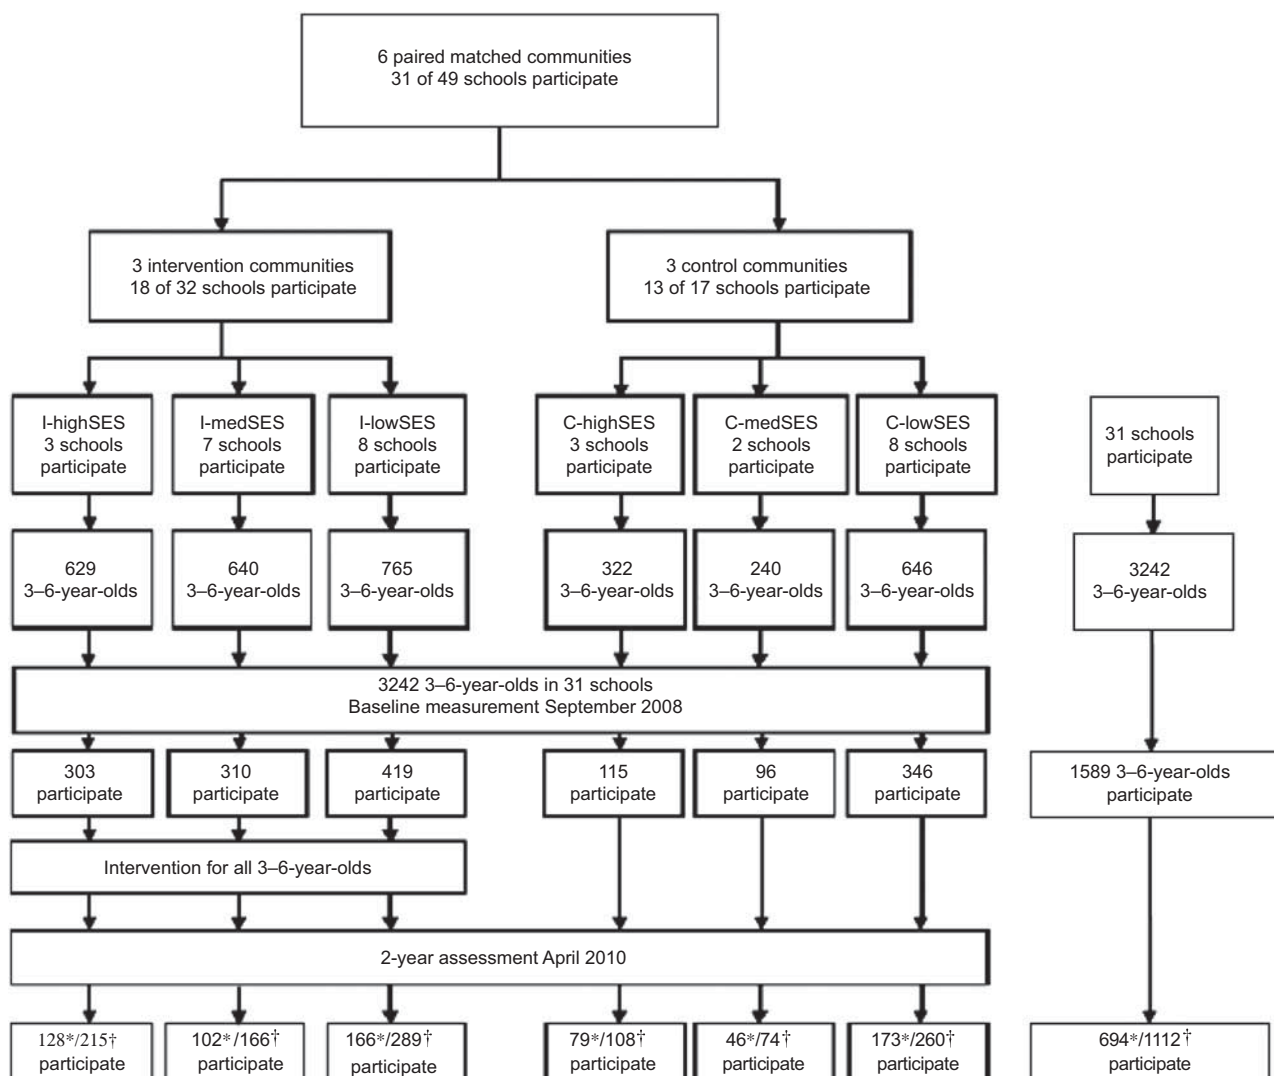 6 paired matched communities
31 of 49 schools participate
3 intervention communities
18 of 32 schools participate
3 control communities
13 of 17 schools participate
I-highSES
3 schools
participate
I-medSES
7 schools
participate
I-lowSES
8 schools
participate
C-highSES
3 schools
participate
C-medSES
2 schools
participate
C-lowSES
8 schools
participate
31 schools
participate
629
3–6-year-olds
640
3–6-year-olds
765
3–6-year-olds
322
3–6-year-olds
240
3–6-year-olds
646
3–6-year-olds
3242
3–6-year-olds
3242 3–6-year-olds in 31 schools
Baseline measurement September 2008
303
participate
310
participate
419
participate
115
participate
96
participate
346
participate
1589 3–6-year-olds
participate
Intervention for all 3–6-year-olds
2-year assessment April 2010
128*/215†
participate
102*/166†
participate
166*/289†
participate
79*/108†
participate
46*/74†
participate
173*/260†
participate
694*/1112†
participate